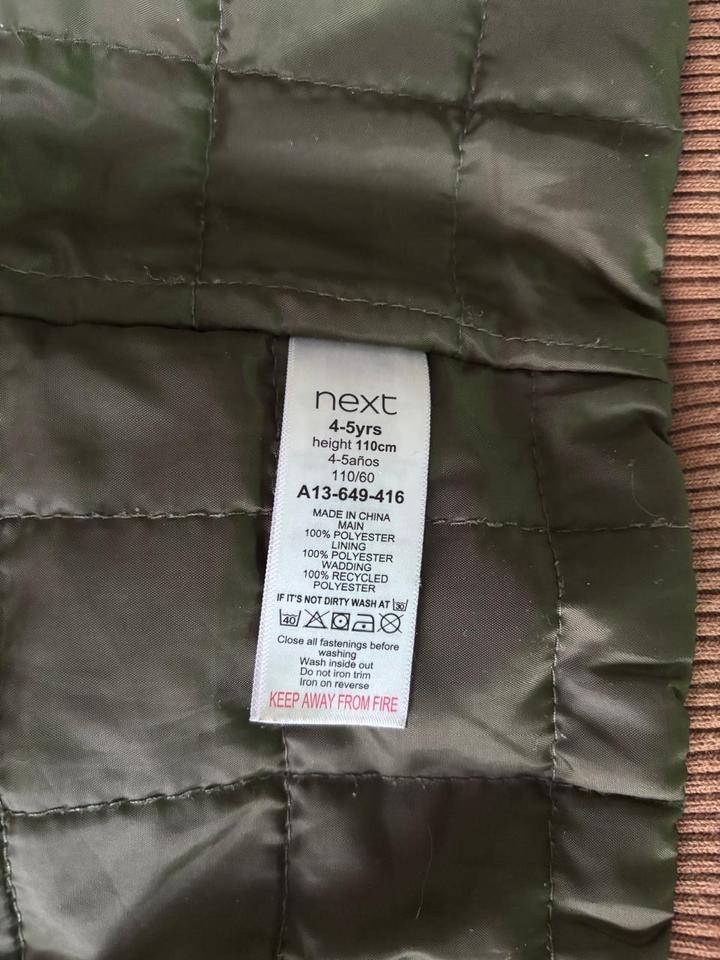 next
4-5yrs
height 110cm
4-5años
110/60
A13-649-416
MADE IN CHINA
MAIN
100% POLYESTER
LINING
100% POLYESTER
WADDING
100% RECYCLED
POLYESTER
IF IT'S NOT DIRTY WASH AT 30
40
Close all fastenings before
washing
Wash inside out
Do not iron trim
Iron on reverse
KEEP AWAY FROM FIRE